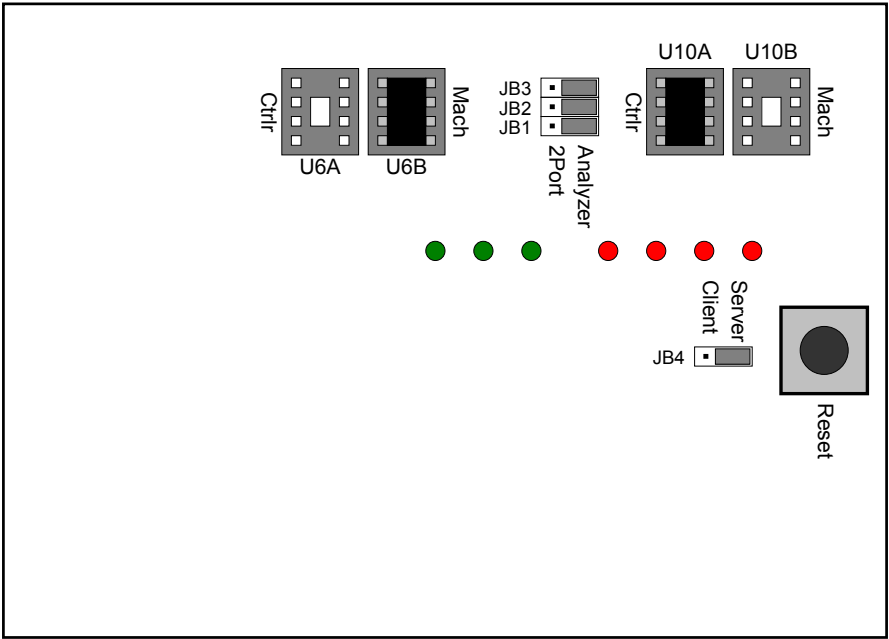 U10A
U10B
Ctrlr
Mach
JB3
JB2
JB1
Ctrlr
Mach
U6A
U6B
2Port
Analyzer
Client
Server
JB4
Reset